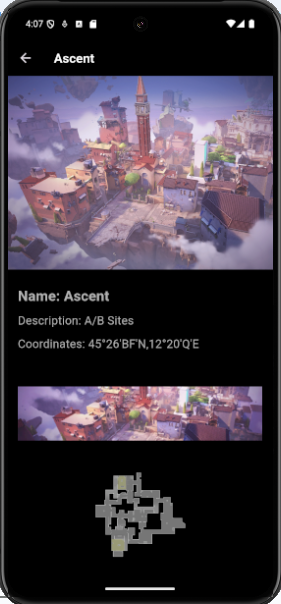 4:07
Ascent
Name: Ascent
Description: A/B Sites
Coordinates: 45°26'BF'N,12°20'Q'E